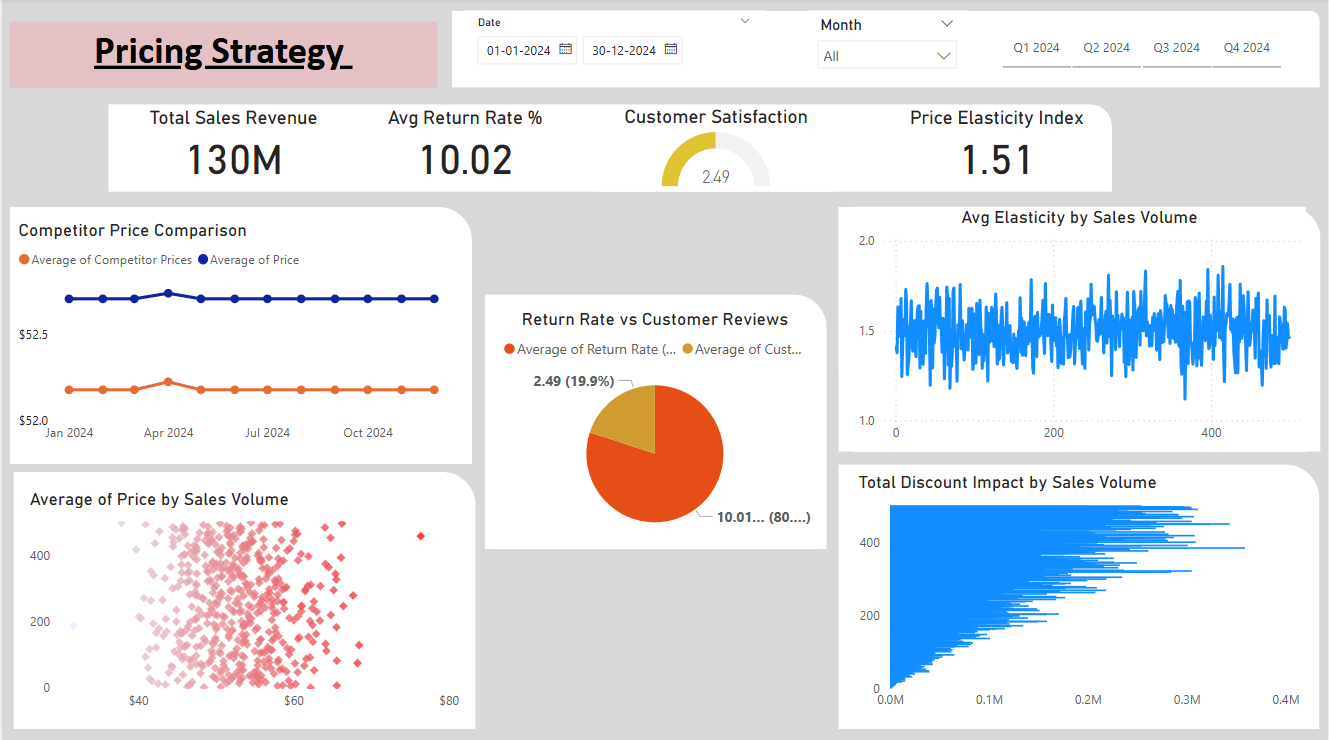 Pricing Strategy
Date
01-01-2024
30-12-2024
Month
All
Q1 2024
Q2 2024
Q3 2024
Q4 2024
Total Sales Revenue
130M
Avg Return Rate %
10.02
Customer Satisfaction
2.49
Price Elasticity Index
1.51
Competitor Price Comparison
Average of Competitor Prices
Average of Price
$52.5
$52.0
Jan 2024
Apr 2024
Jul 2024
Oct 2024
Return Rate vs Customer Reviews
Average of Return Rate (...
Average of Cust...
2.49 (19.9%)
10.01... (80....)
Avg Elasticity by Sales Volume
2.0
1.5
1.0
0
200
400
Average of Price by Sales Volume
400
200
0
$40
$60
$80
Total Discount Impact by Sales Volume
400
200
0
0.0M
0.1M
0.2M
0.3M
0.4M